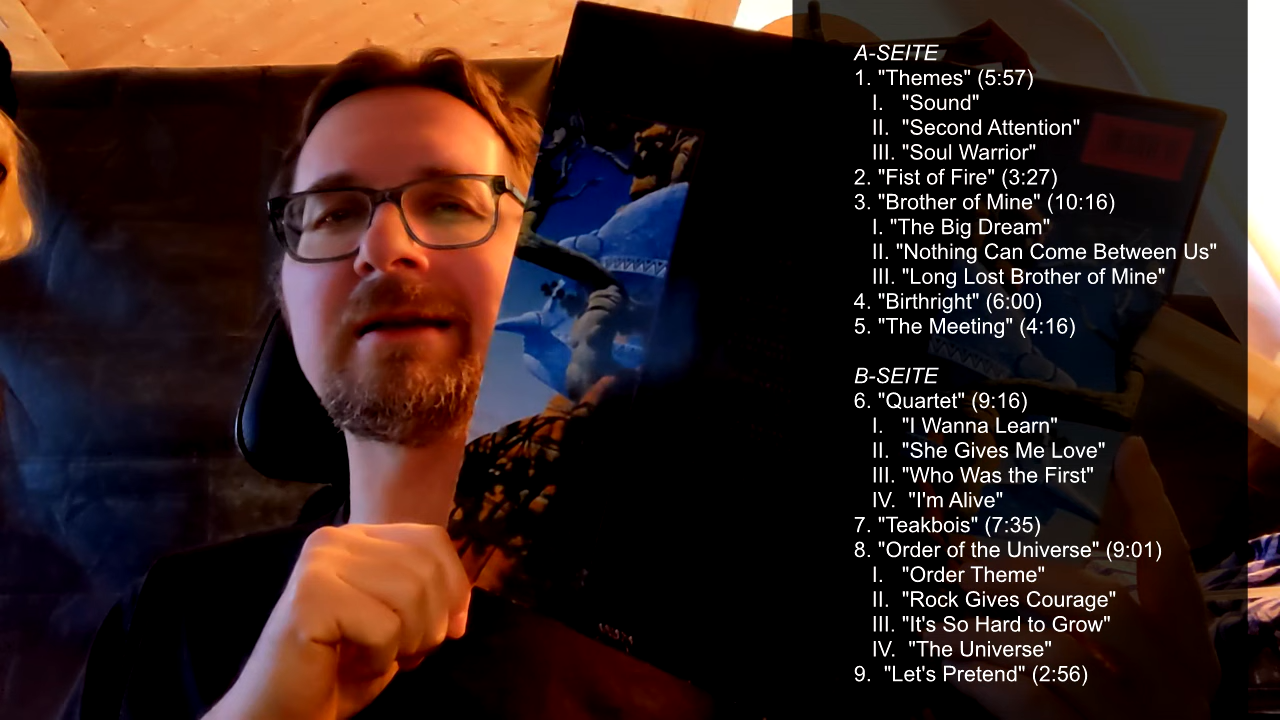 A-SEITE
1. "Themes" (5:57)
I. "Sound"
II. "Second Attention"
III. "Soul Warrior"
2. "Fist of Fire" (3:27)
3. "Brother of Mine" (10:16)
I. "The Big Dream"
II. "Nothing Can Come Between Us"
III. "Long Lost Brother of Mine"
4. "Birthright" (6:00)
5. "The Meeting" (4:16)
B-SEITE
6. "Quartet" (9:16)
I. "I Wanna Learn"
II. "She Gives Me Love"
III. "Who Was the First"
IV. "I'm Alive"
7. "Teakbois" (7:35)
8. "Order of the Universe" (9:01)
I. "Order Theme"
II. "Rock Gives Courage"
III. "It's So Hard to Grow"
IV. "The Universe"
9. "Let's Pretend" (2:56)